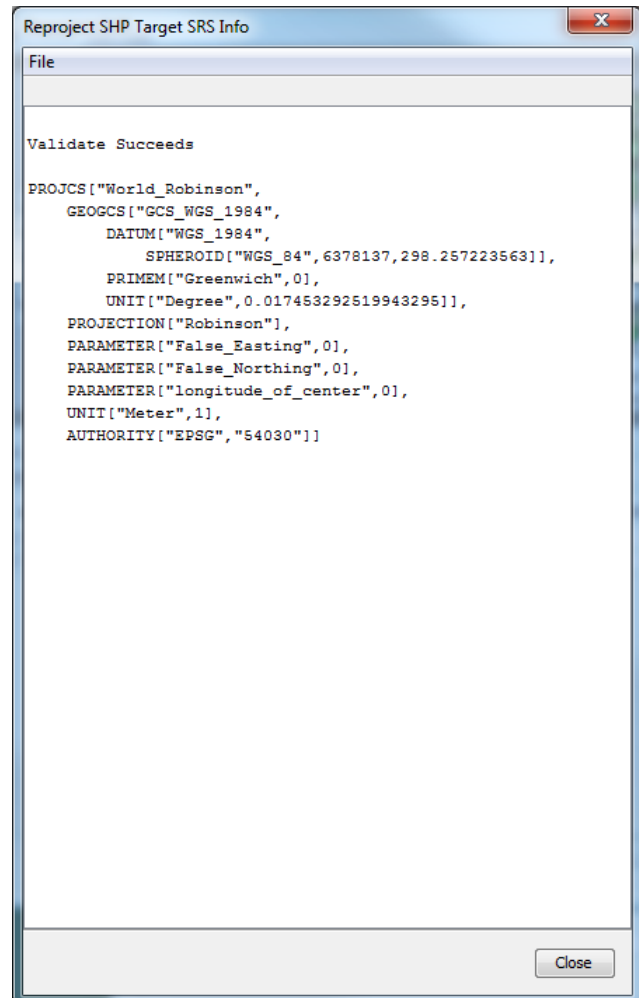 Reproject SHP Target SRS Info
File
Validate Succeeds
PROJCS["World_Robinson",
    GEOGCS["GCS_WGS_1984",
        DATUM["WGS_1984",
            SPHEROID["WGS_84",6378137,298.257223563]],
        PRIMEM["Greenwich",0],
        UNIT["Degree",0.017453292519943295]],
    PROJECTION["Robinson"],
    PARAMETER["False_Easting",0],
    PARAMETER["False_Northing",0],
    PARAMETER["longitude_of_center",0],
    UNIT["Meter",1],
    AUTHORITY["EPSG","54030"]]
Close